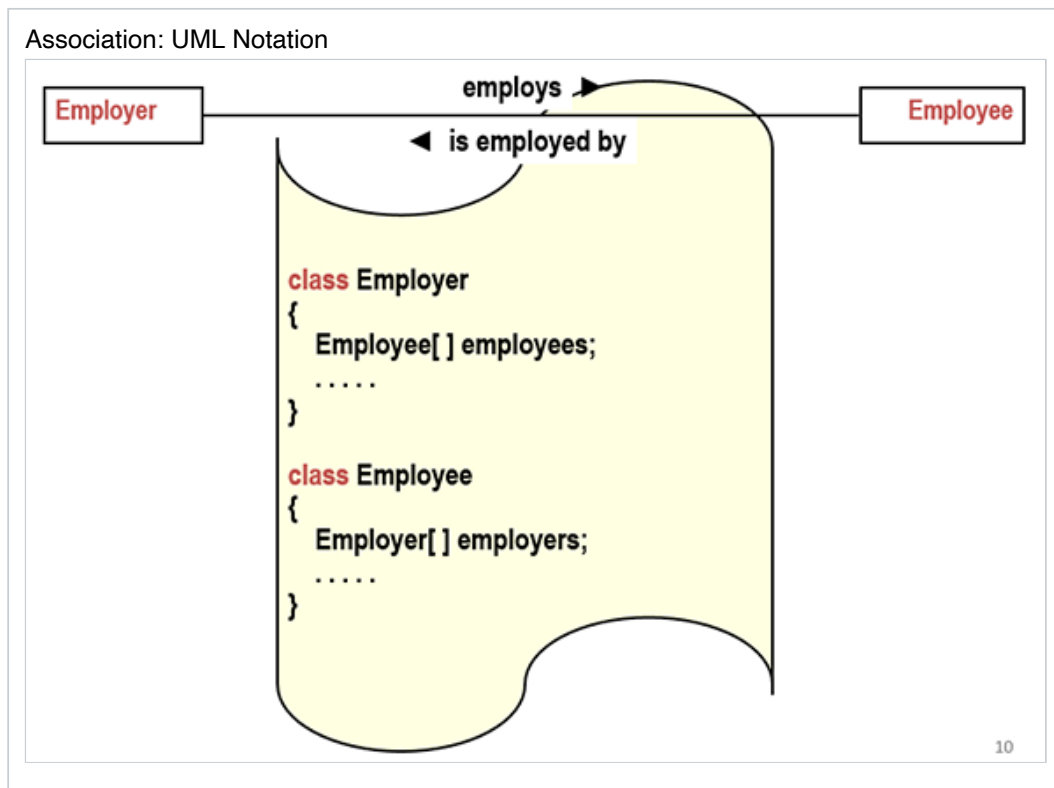 Association: UML Notation
employs ►
Employer
Employee
◄ is employed by
class Employer
{
Employee[ ] employees;
. . . . .
}
class Employee
{
Employer[ ] employers;
. . . . .
}
10